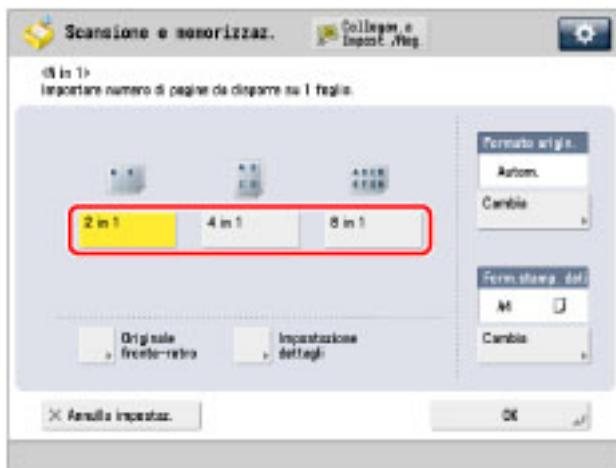 Scansione e memorizzaz.
Collegam. e
Impost./Reg.
<N in 1>
Impostare numero di pagine da disporre su 1 foglio.
Formato origin.
Autom.
Cambia
2 in 1
4 in 1
8 in 1
Form.stamp. dati
A4
Cambia
Originale
fronte-retro
Impostazione
dettagli
Annulla impostaz.
OK